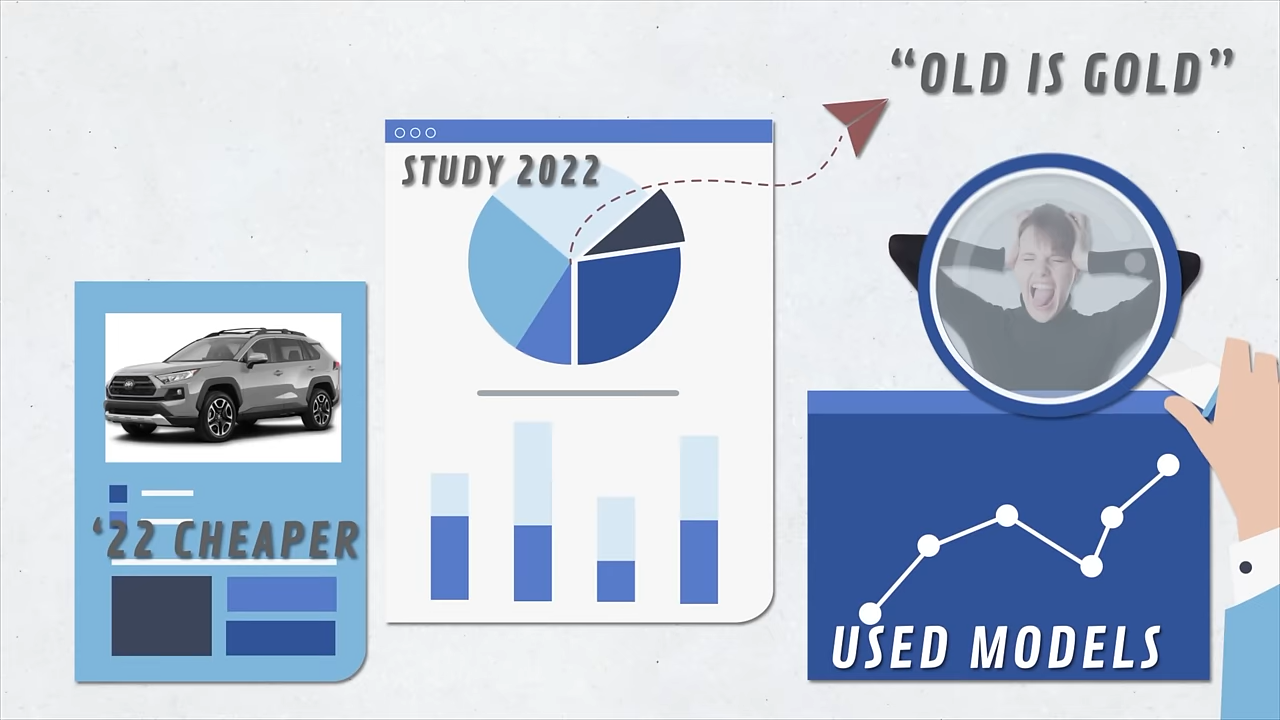 “OLD IS GOLD”
STUDY 2022
‘22 CHEAPER
USED MODELS